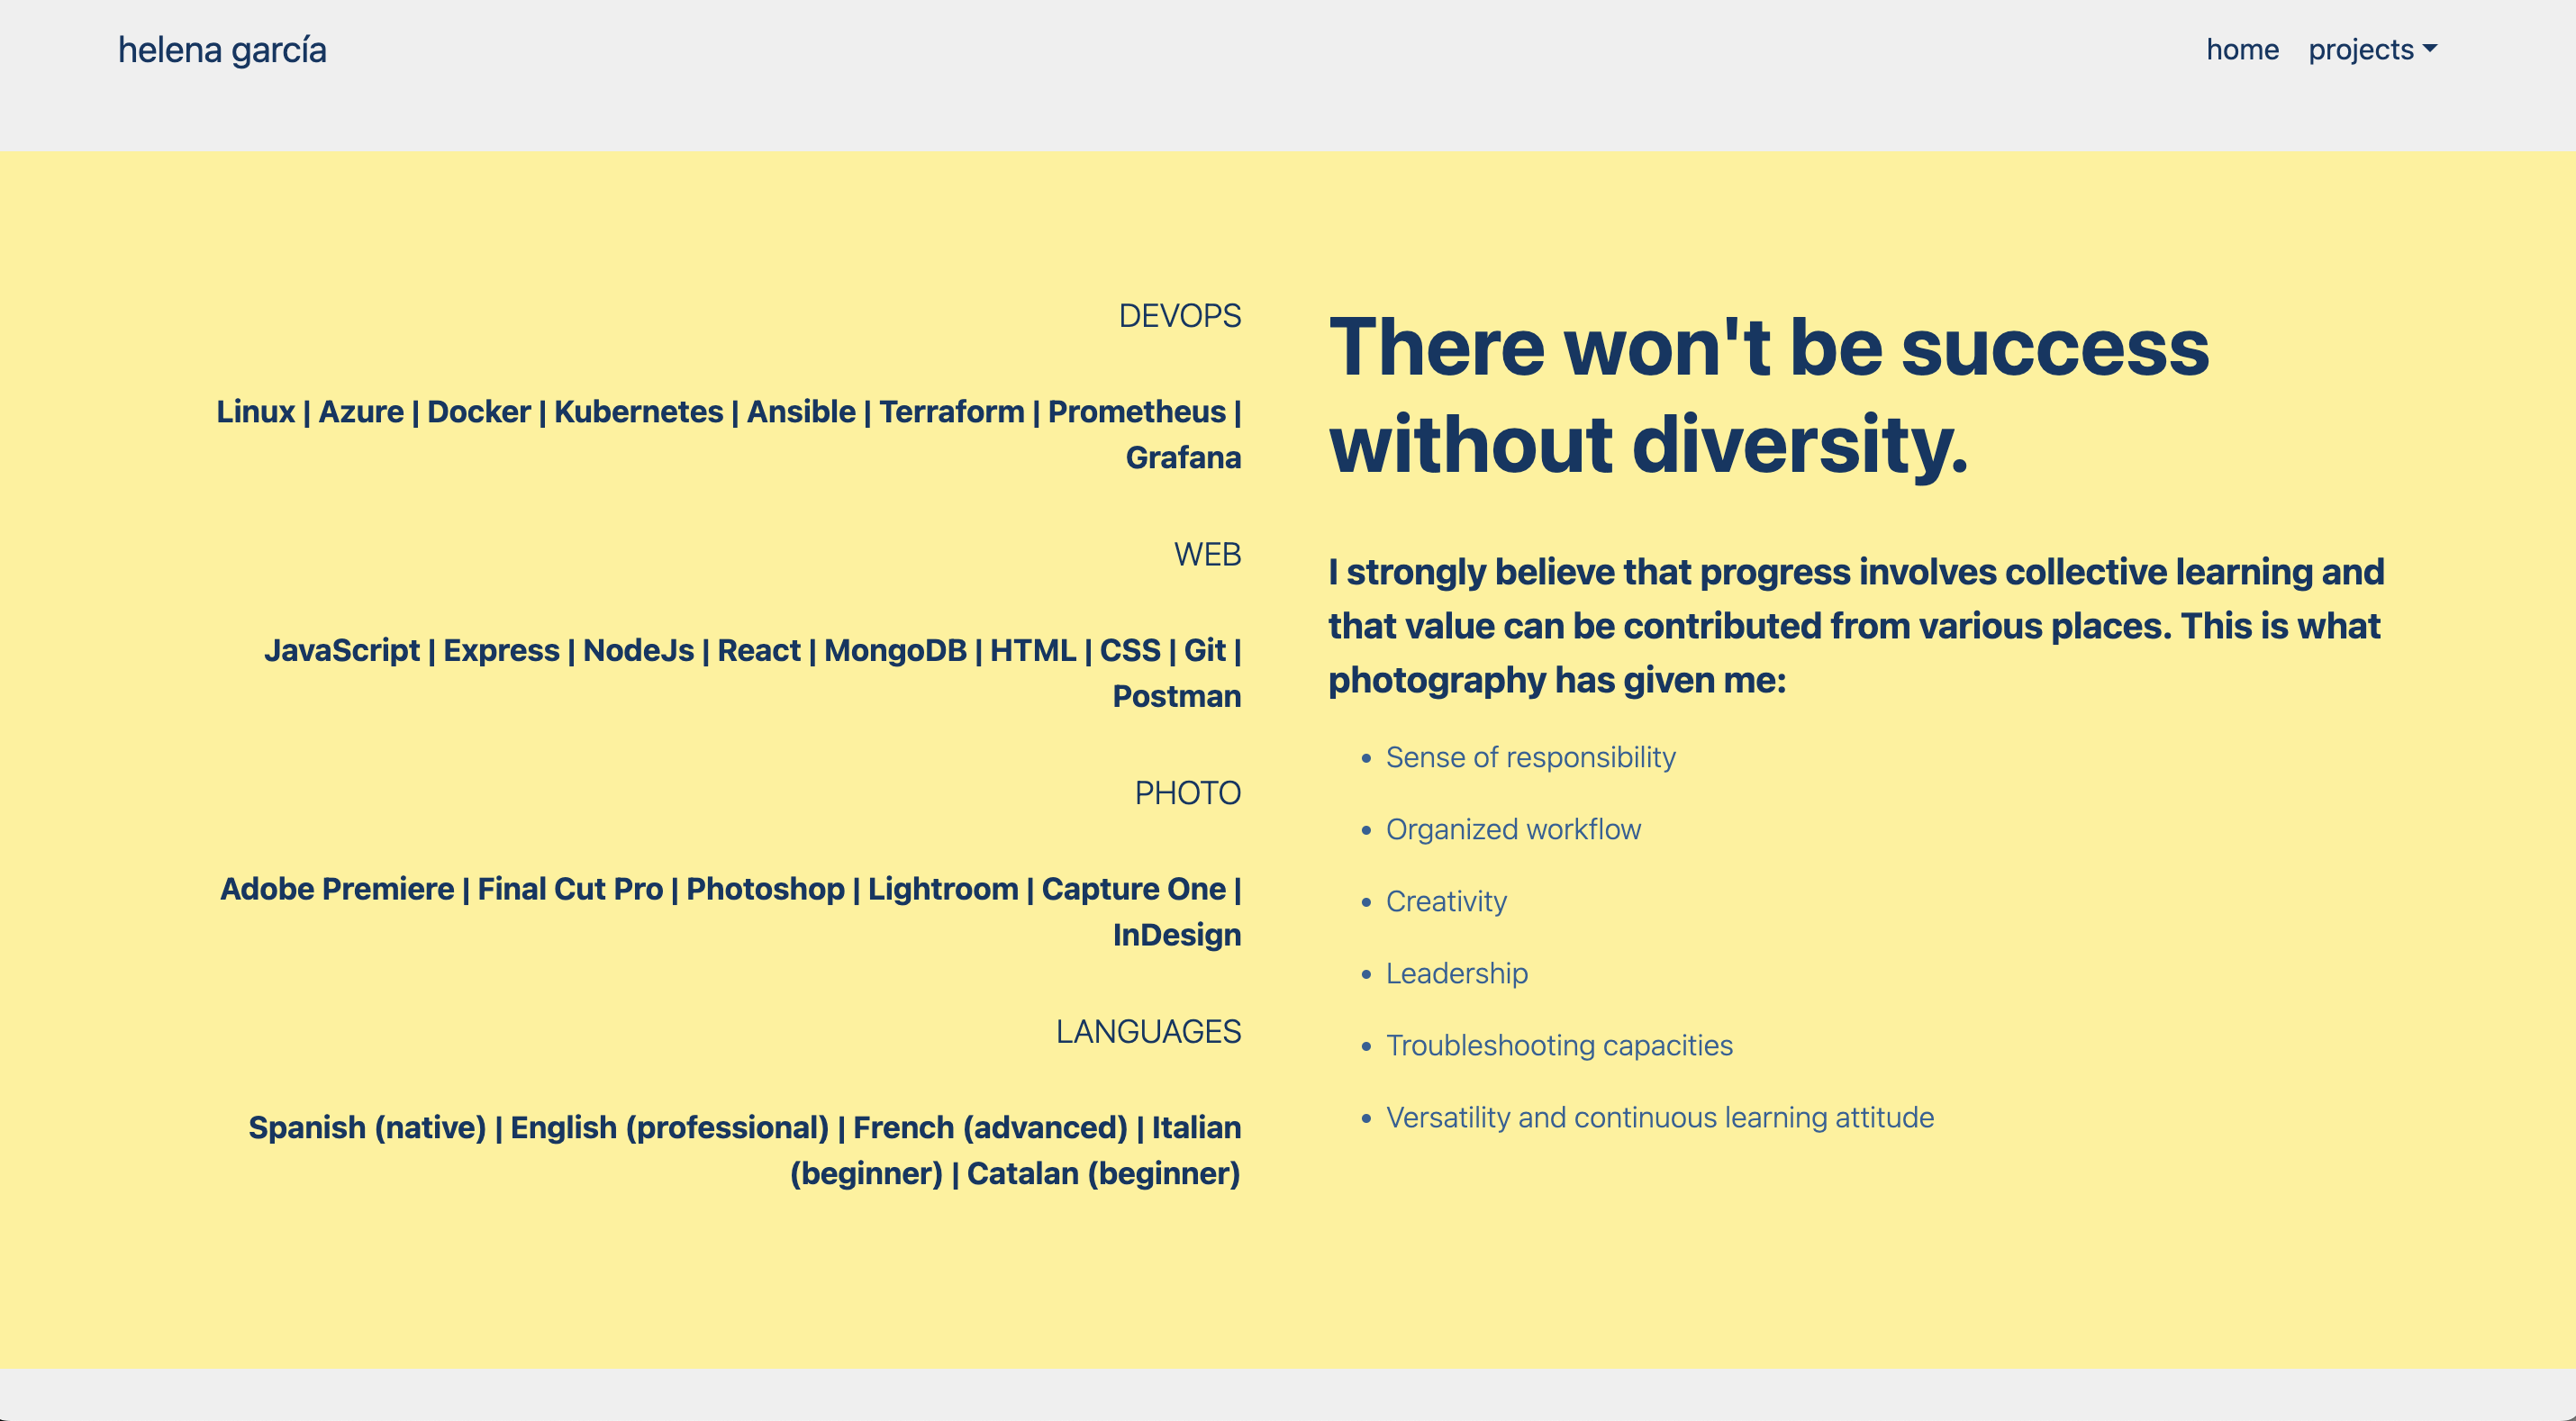 helena garcía
home projects
DEVOPS
Linux | Azure | Docker | Kubernetes | Ansible | Terraform | Prometheus |
Grafana
WEB
JavaScript | Express | NodeJs | React | MongoDB | HTML | CSS | Git |
Postman
PHOTO
Adobe Premiere | Final Cut Pro | Photoshop | Lightroom | Capture One |
InDesign
LANGUAGES
Spanish (native) | English (professional) | French (advanced) | Italian
(beginner) | Catalan (beginner)
There won't be success
without diversity.
I strongly believe that progress involves collective learning and
that value can be contributed from various places. This is what
photography has given me:
• Sense of responsibility
• Organized workflow
• Creativity
• Leadership
• Troubleshooting capacities
• Versatility and continuous learning attitude